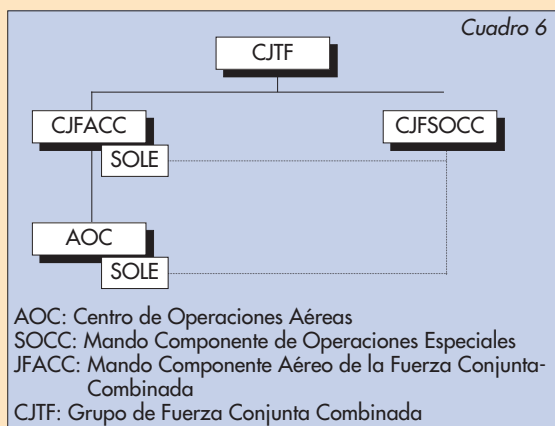 Cuadro 6
CJTF
CJFACC
CJFSOCC
SOLE
AOC
SOLE
AOC: Centro de Operaciones Aéreas
SOCC: Mando Componente de Operaciones Especiales
JFACC: Mando Componente Aéreo de la Fuerza Conjunta-
Combinada
CJTF: Grupo de Fuerza Conjunta Combinada